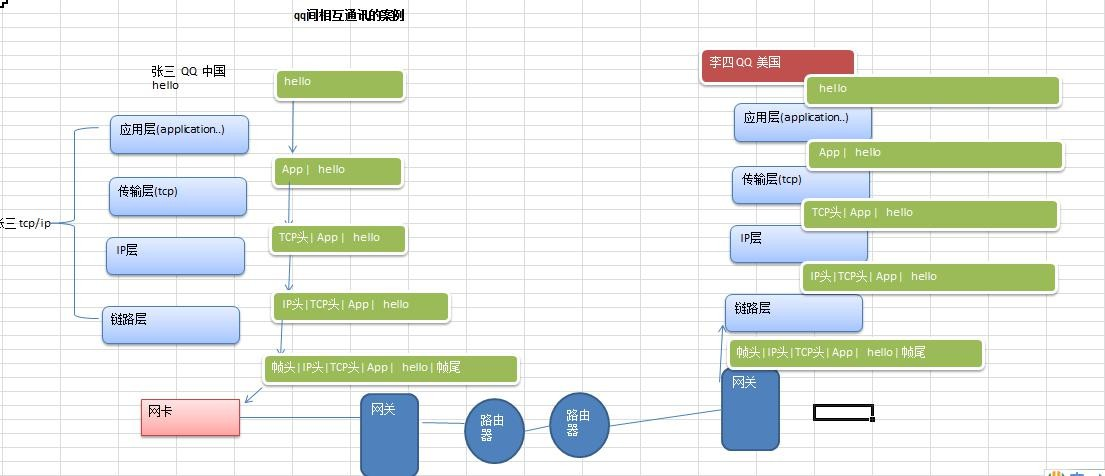 qq间相互通讯的案例
张三 QQ 中国
hello
hello
应用层(application..)
App | hello
传输层(tcp)
张三 tcp/ip
TCP头 | App | hello
IP层
IP头 | TCP头 | App | hello
链路层
帧头 | IP头 | TCP头 | App | hello | 帧尾
网卡
网关
路由
器
路由
器
李四 QQ 美国
hello
应用层(application..)
App | hello
传输层(tcp)
TCP头 | App | hello
IP层
IP头 | TCP头 | App | hello
链路层
帧头 | IP头 | TCP头 | App | hello | 帧尾
网关